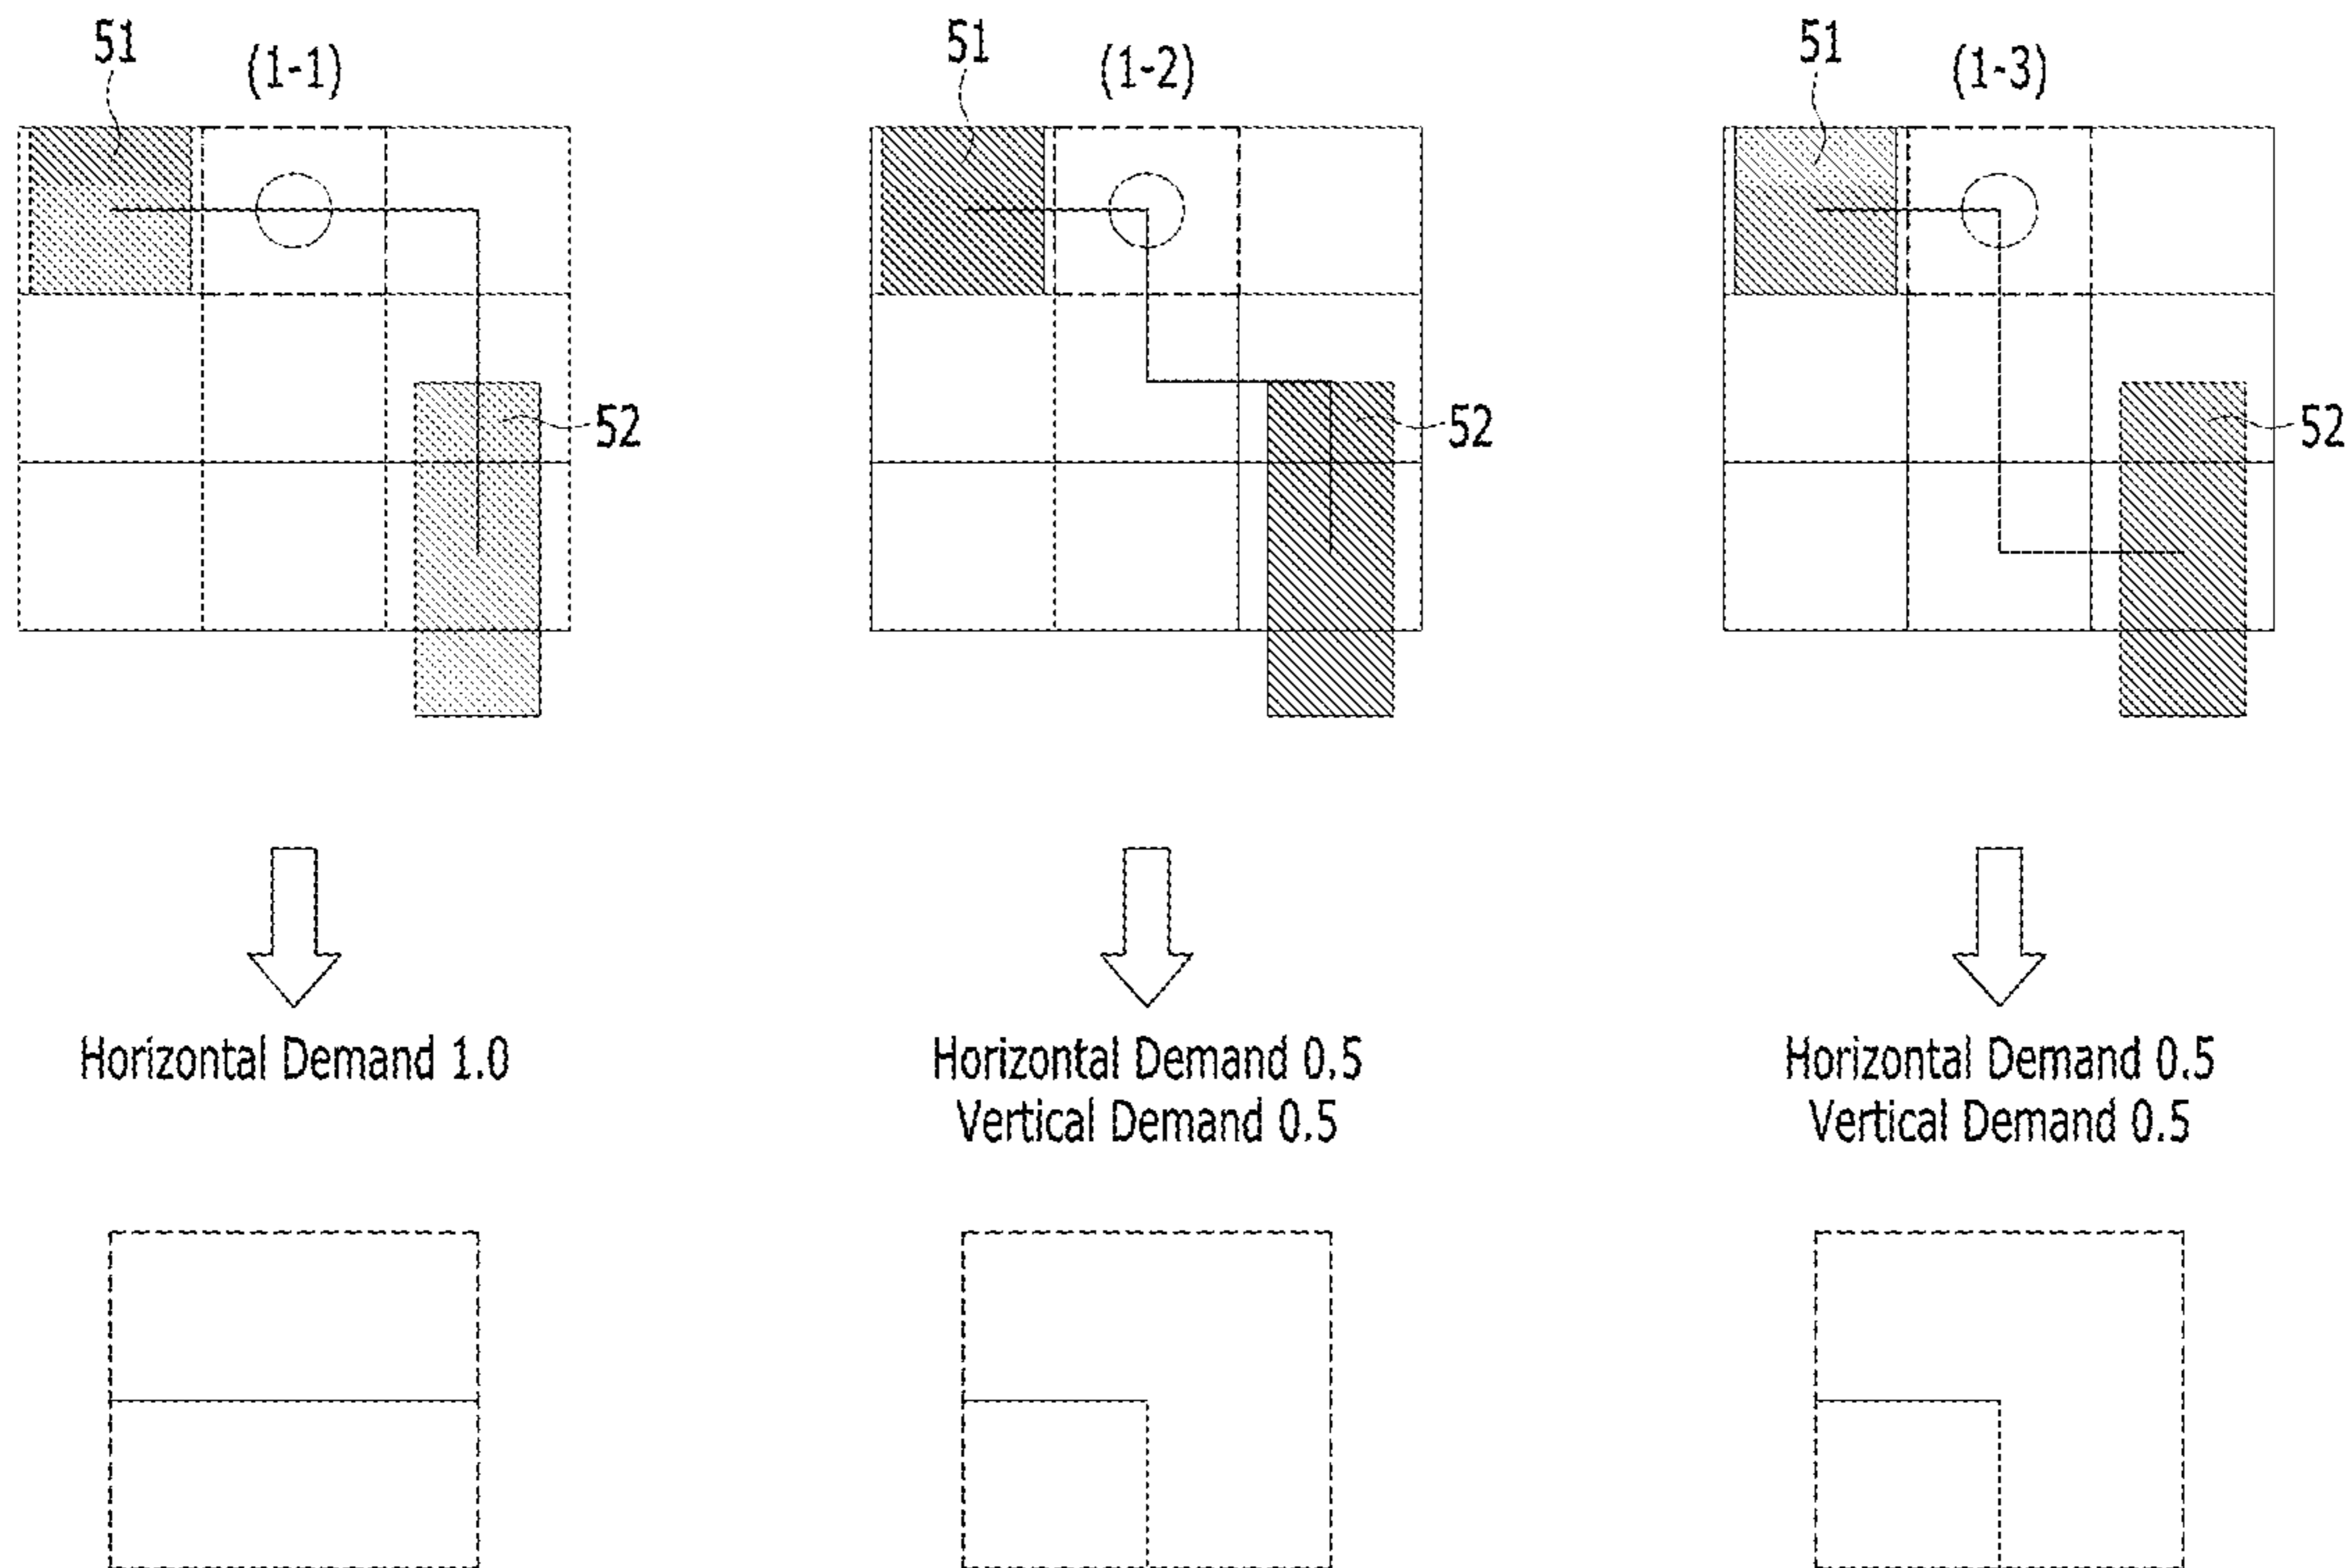 51
(1-1)
51
(1-2)
51
(1-3)
52
52
52
Horizontal Demand 1.0
Horizontal Demand 0.5
Vertical Demand 0.5
Horizontal Demand 0.5
Vertical Demand 0.5